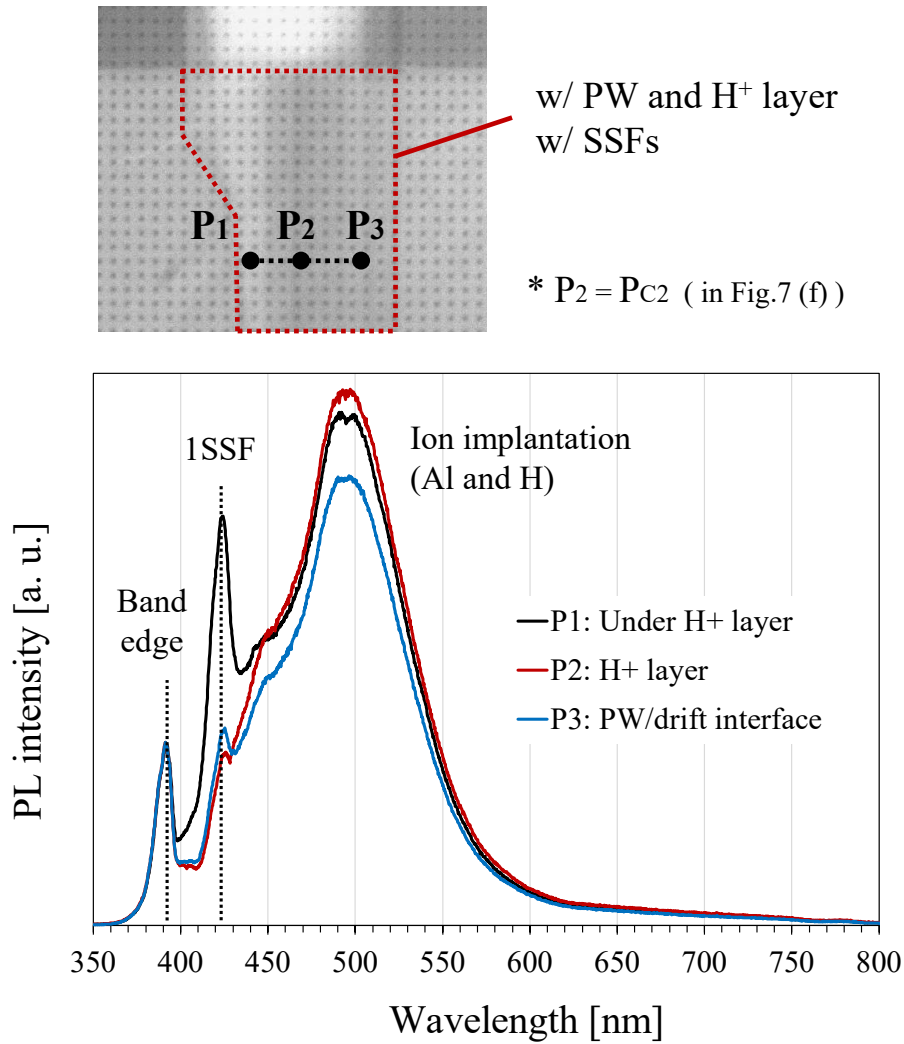 w/ PW and H⁺ layer
w/ SSFs
P1 P2 P3
* P2 = PC2 ( in Fig.7 (f) )
1SSF
Ion implantation
(Al and H)
Band
edge
P1: Under H+ layer
P2: H+ layer
P3: PW/drift interface
PL intensity [a. u.]
350 400 450 500 550 600 650 700 750 800
Wavelength [nm]